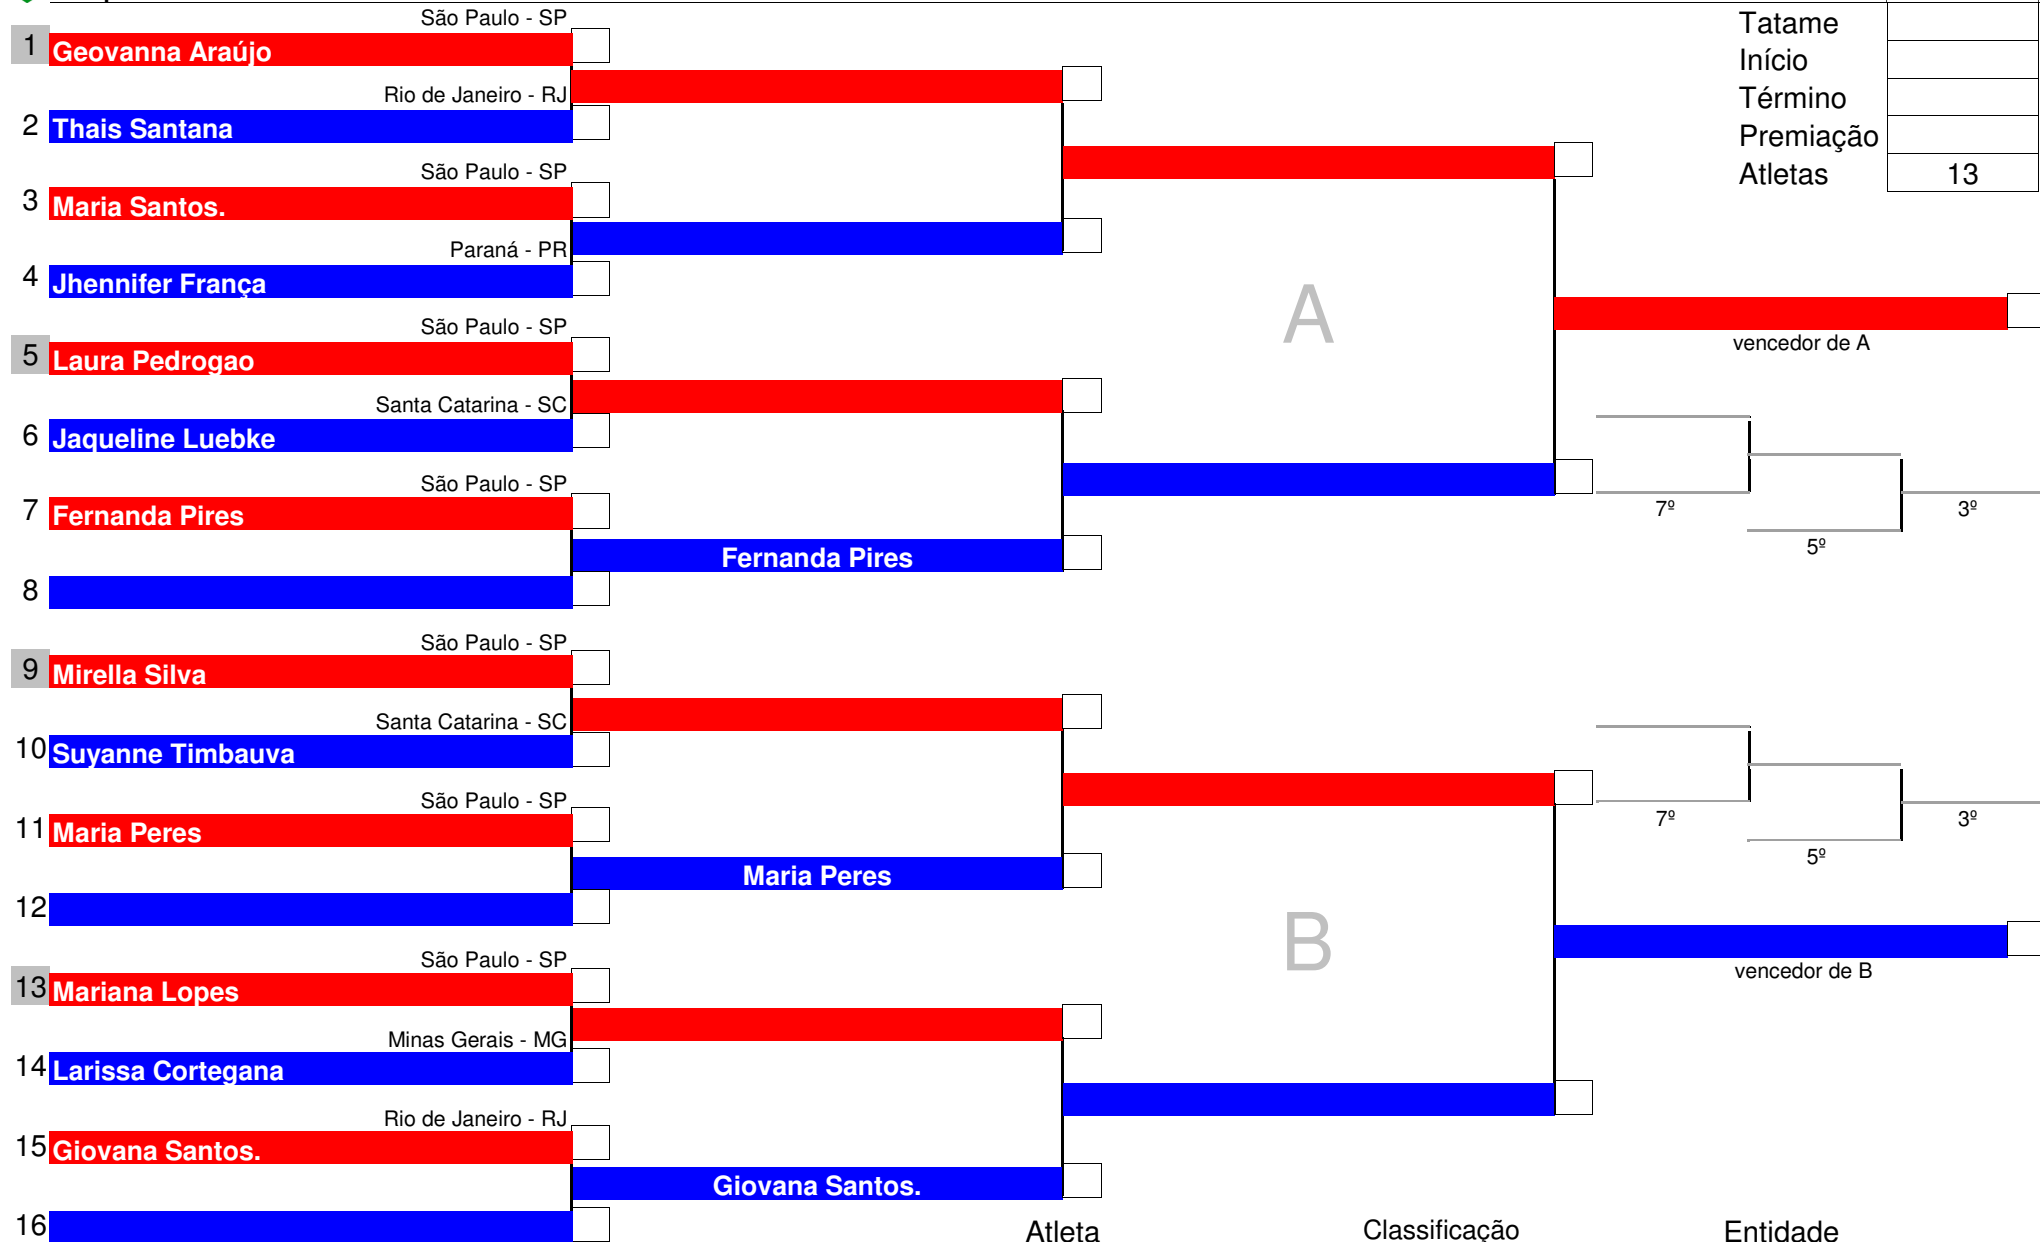 São Paulo - SP
1 Geovanna Araújo
Rio de Janeiro - RJ
2 Thais Santana
São Paulo - SP
3 Maria Santos.
Paraná - PR
4 Jhennifer França
São Paulo - SP
5 Laura Pedrogao
Santa Catarina - SC
6 Jaqueline Luebke
São Paulo - SP
7 Fernanda Pires
Fernanda Pires
8
São Paulo - SP
9 Mirella Silva
Santa Catarina - SC
10 Suyanne Timbauva
São Paulo - SP
11 Maria Peres
Maria Peres
12
São Paulo - SP
13 Mariana Lopes
Minas Gerais - MG
14 Larissa Cortegana
Rio de Janeiro - RJ
15 Giovana Santos.
Giovana Santos.
16
A
B
Tatame
Início
Término
Premiação
Atletas 13
vencedor de A
7º
3º
5º
7º
3º
5º
vencedor de B
Atleta Classificação Entidade